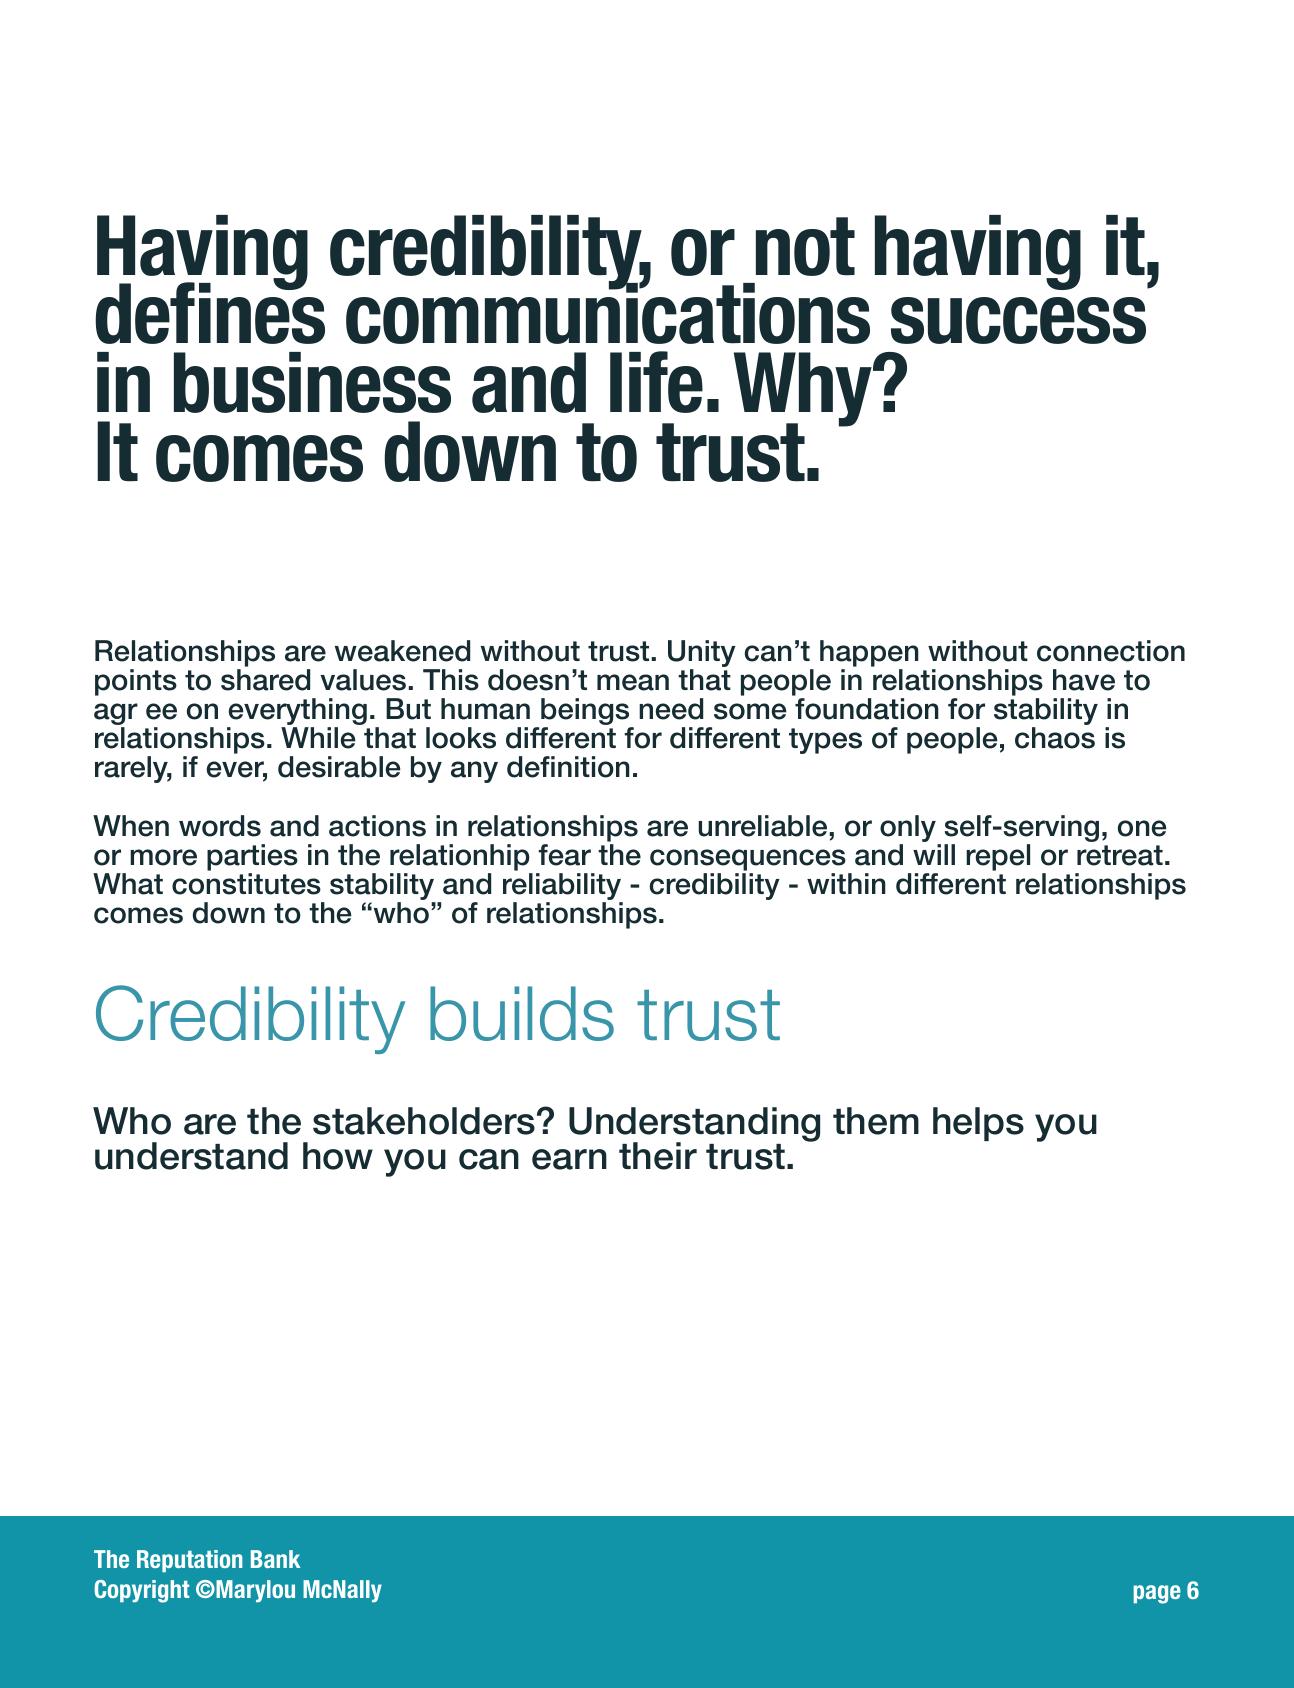 Having credibility, or not having it,
defines communications success
in business and life. Why?
It comes down to trust.
Relationships are weakened without trust. Unity can’t happen without connection
points to shared values. This doesn’t mean that people in relationships have to
agr ee on everything. But human beings need some foundation for stability in
relationships. While that looks different for different types of people, chaos is
rarely, if ever, desirable by any definition.
When words and actions in relationships are unreliable, or only self-serving, one
or more parties in the relationhip fear the consequences and will repel or retreat.
What constitutes stability and reliability - credibility - within different relationships
comes down to the “who” of relationships.
Credibility builds trust
Who are the stakeholders? Understanding them helps you
understand how you can earn their trust.
The Reputation Bank
Copyright ©Marylou McNally
page 6